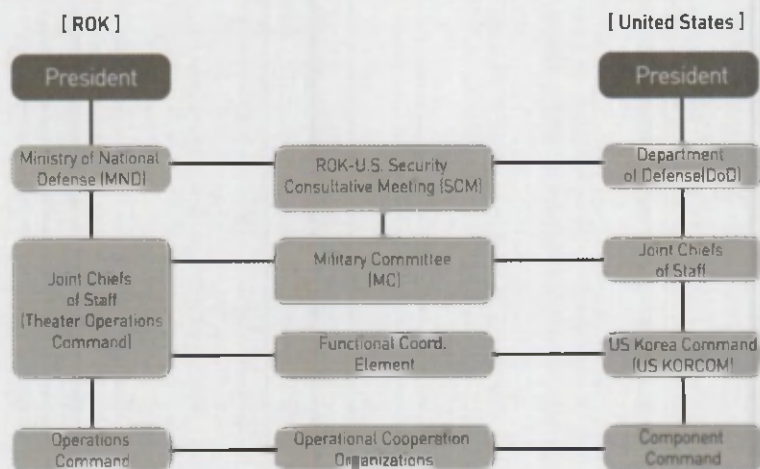 [ ROK ]
[ United States ]
President
President
Ministry of National
Defense (MND)
ROK-U.S. Security
Consultative Meeting (SCM)
Department
of Defense(DoD)
Joint Chiefs
of Staff
(Theater Operations
Command)
Military Committee
(MC)
Joint Chiefs
of Staff
Functional Coord.
Element
US Korea Command
(US KORCOM)
Operations
Command
Operational Cooperation
Organizations
Component
Command